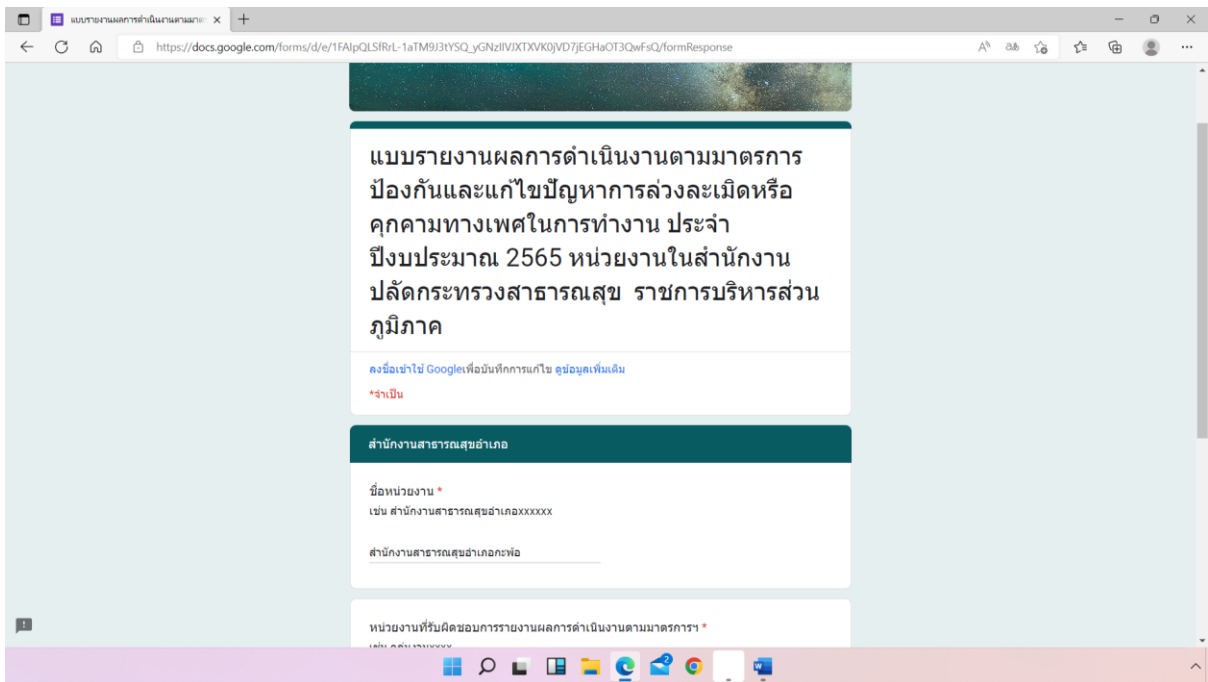 แบบรายงานผลการดำเนินงานตามมาตร
https://docs.google.com/forms/d/e/1FAIpQLSfRrL-1aTM9J3tYSQ_yGNzIIVJXTXVK0jVD7jEGHaOT3QwFsQ/formResponse
แบบรายงานผลการดำเนินงานตามมาตรการ
ป้องกันและแก้ไขปัญหาการล่วงละเมิดหรือ
คุกคามทางเพศในการทำงาน ประจำ
ปีงบประมาณ 2565 หน่วยงานในสำนักงาน
ปลัดกระทรวงสาธารณสุข ราชการบริหารส่วน
ภูมิภาค
ลงชื่อเข้าใช้ Googleเพื่อบันทึกการแก้ไข ดูข้อมูลเพิ่มเติม
*จำเป็น
สำนักงานสาธารณสุขอำเภอ
ชื่อหน่วยงาน *
เช่น สำนักงานสาธารณสุขอำเภอxxxxxx
สำนักงานสาธารณสุขอำเภอกะพ้อ
หน่วยงานที่รับผิดชอบการรายงานผลการดำเนินงานตามมาตรการฯ *